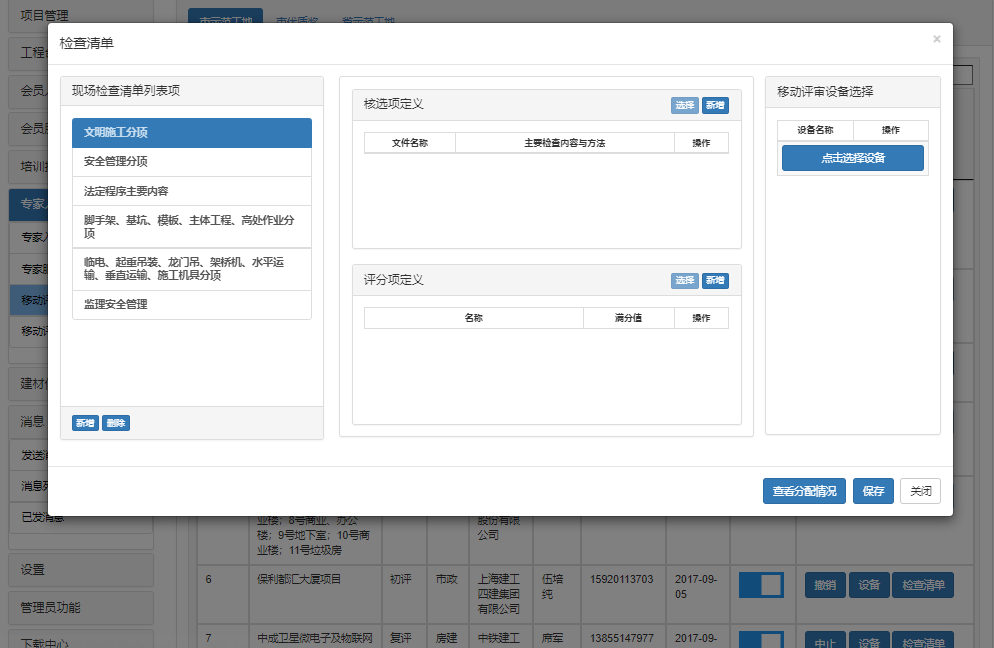 项目管理
市示范工地
市优质奖
省示范工地
检查清单
×
工程
会员
会员
培训
专家
专家
专家
移动
移动
建材
消息
发送
消息
已发消息
设置
管理员功能
下载中心
现场检查清单列表项
文明施工分项
安全管理分项
法定程序主要内容
脚手架、基坑、模板、主体工程、高处作业分
项
临电、起重吊装、龙门吊、架桥机、水平运
输、垂直运输、施工机具分项
监理安全管理
新增 删除
核选项定义
选择 新增
文件名称 主要检查内容与方法 操作
评分项定义
选择 新增
名称 满分值 操作
移动评审设备选择
设备名称 操作
点击选择设备
查看分配情况 保存 关闭
业楼；8号商业、办公
楼；9号地下室；10号商
业楼；11号垃圾房
股份有限
公司
6 保利都汇大厦项目 初评 市政 上海建工
四建集团
有限公司
伍培
纯
15920113703 2017-09-
05
撤销 设备 检查清单
7 中成卫星微电子及物联网 复评 房建 中铁建工 席军 13855147977 2017-09-
中止 设备 检查清单